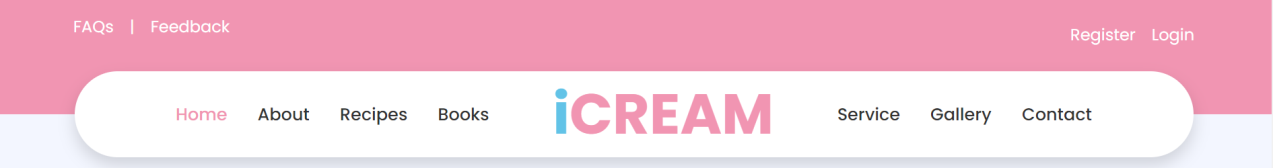 FAQs | Feedback
Register Login
Home About Recipes Books iCREAM Service Gallery Contact